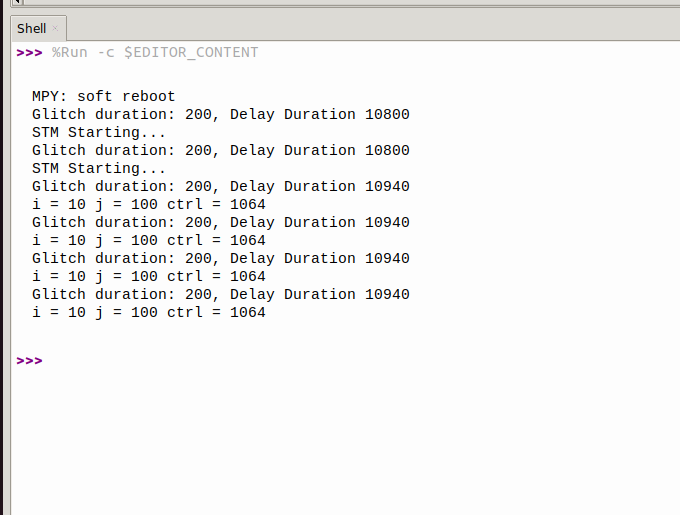 Shell ×
>>> %Run -c $EDITOR_CONTENT
MPY: soft reboot
Glitch duration: 200, Delay Duration 10800
STM Starting...
Glitch duration: 200, Delay Duration 10800
STM Starting...
Glitch duration: 200, Delay Duration 10940
i = 10 j = 100 ctrl = 1064
Glitch duration: 200, Delay Duration 10940
i = 10 j = 100 ctrl = 1064
Glitch duration: 200, Delay Duration 10940
i = 10 j = 100 ctrl = 1064
Glitch duration: 200, Delay Duration 10940
i = 10 j = 100 ctrl = 1064
>>>